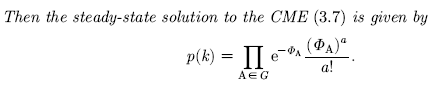 Then the steady-state solution to the CME (3.7) is given by
p(k) = ∏_{A∈G} e^{-Φ_A} (Φ_A)^a / a! .